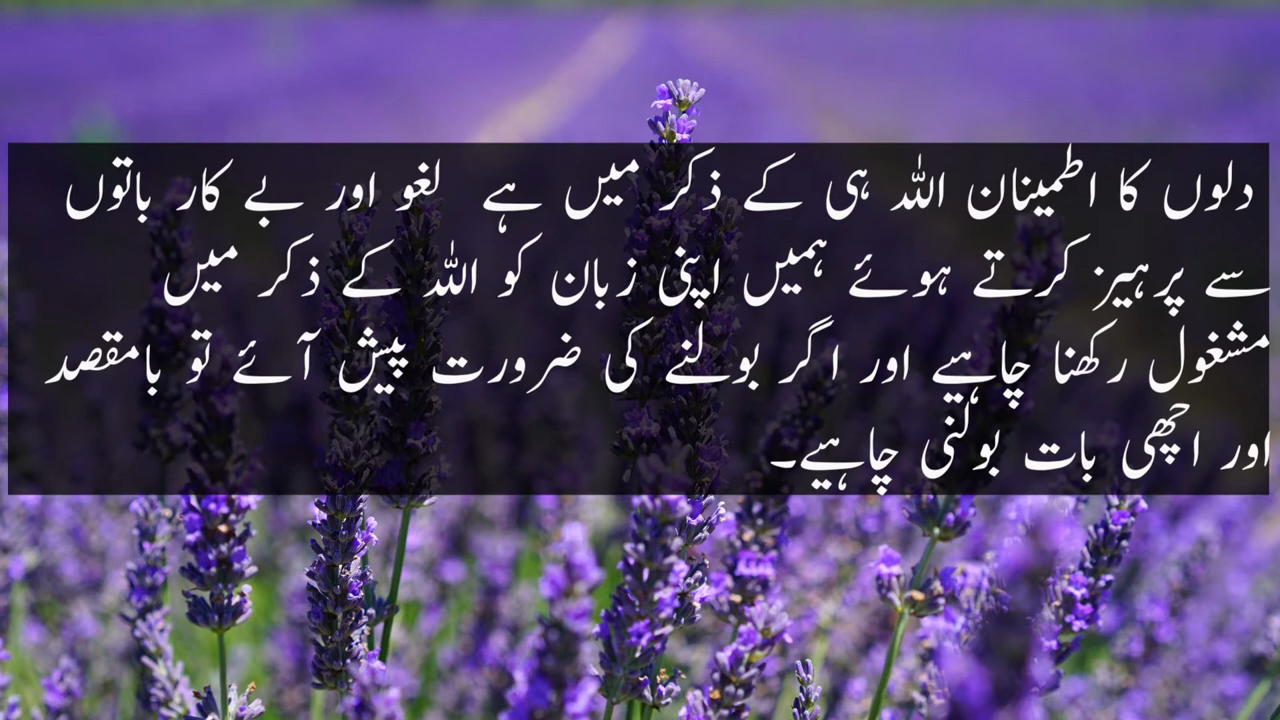 دلوں کا اطمینان اللہ ہی کے ذکر میں ہے لغو اور بے کار باتوں
سے پرہیز کرتے ہوئے ہمیں اپنی زبان کو اللہ کے ذکر میں
مشغول رکھنا چاہیے اور اگر بولنے کی ضرورت پیش آئے تو بامقصد
اور اچھی بات بولنی چاہیے۔